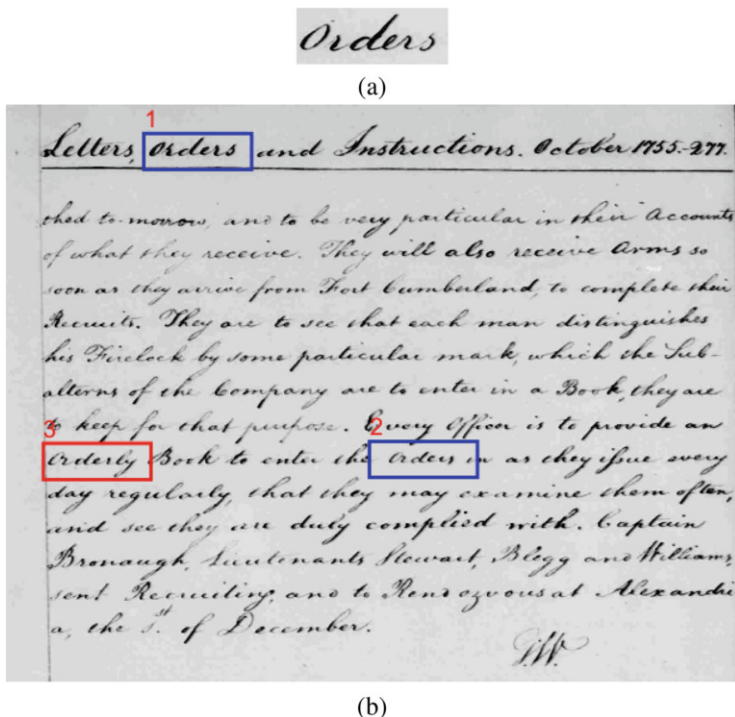 Orders
(a)
1
Letters, Orders and Instructions. October 1755.-277.
thed to-morrow, and to be very particular in their Accounts
of what they receive. They will also receive Arms so
soon as they arrive from Fort Cumberland, to complete their
Recruits. They are to see that each man distinguishes
his Firelock by some particular mark, which the Sub-
alterns of the Company are to enter in a Book, they are
to keep for that purpose. Every Officer is to provide an
3 2
Orderly Book to enter the Orders in as they issue every
day regularly, that they may examine them often,
and see they are duly complied with. Captain
Bronaugh, Lieutenants Stewart, Blegg and Williams,
sent Recruiting, and to Rendezvous at Alexandri
a, the 1st. of December.
G.W.
(b)